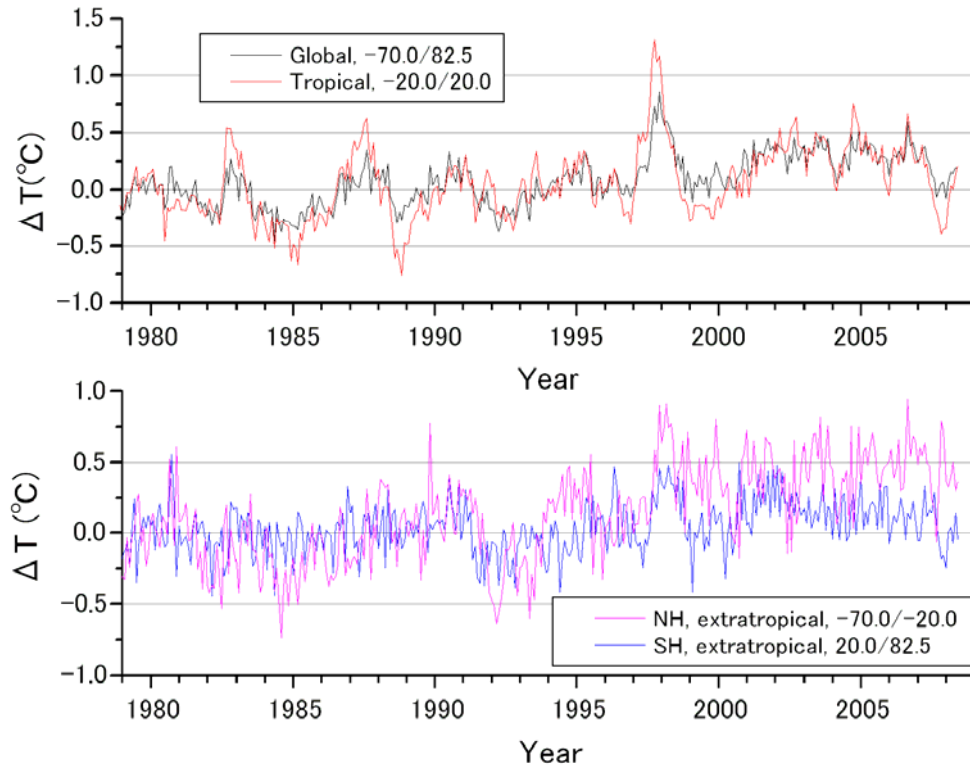 1.5
1.0
0.5
0.0
−0.5
−1.0
Δ T(℃)
Global, -70.0/82.5
Tropical, -20.0/20.0
1980 1985 1990 1995 2000 2005
Year
1.0
0.5
0.0
−0.5
−1.0
Δ T (℃)
NH, extratropical, -70.0/-20.0
SH, extratropical, 20.0/82.5
1980 1985 1990 1995 2000 2005
Year